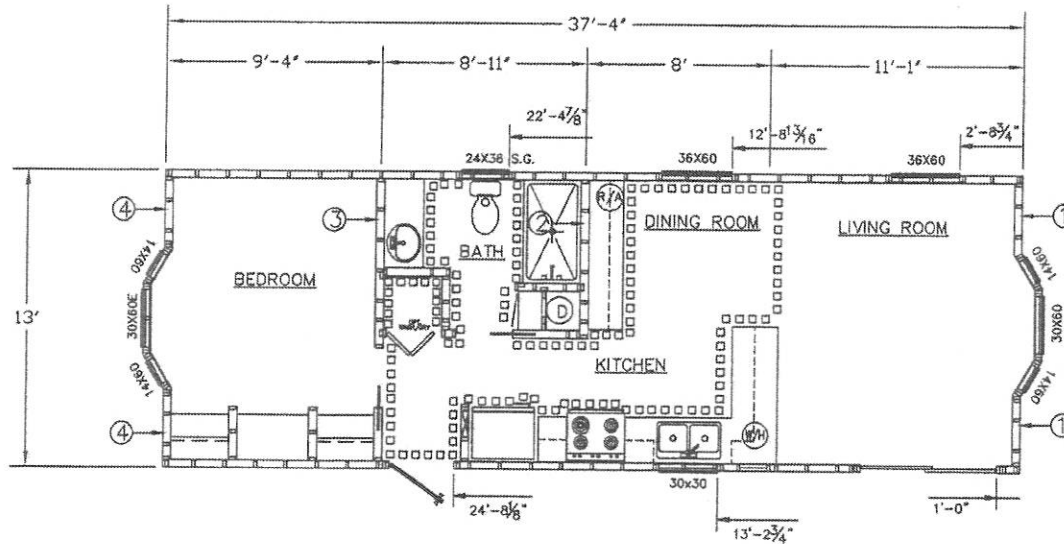 37'-4"
9'-4" 8'-11" 8' 11'-1"
22'-4 7/8" 12'-8 13/16" 2'-8 3/4"
24X36 S.G. 36X60 36X60
4 3 2 R/A
DINING ROOM LIVING ROOM
BATH
BEDROOM
14X60 14X60
13' 30X60E D 30X60
KITCHEN
14X60 14X60
4 W/H 1
30x30
24'-8 1/8" 1'-0"
13'-2 3/4"